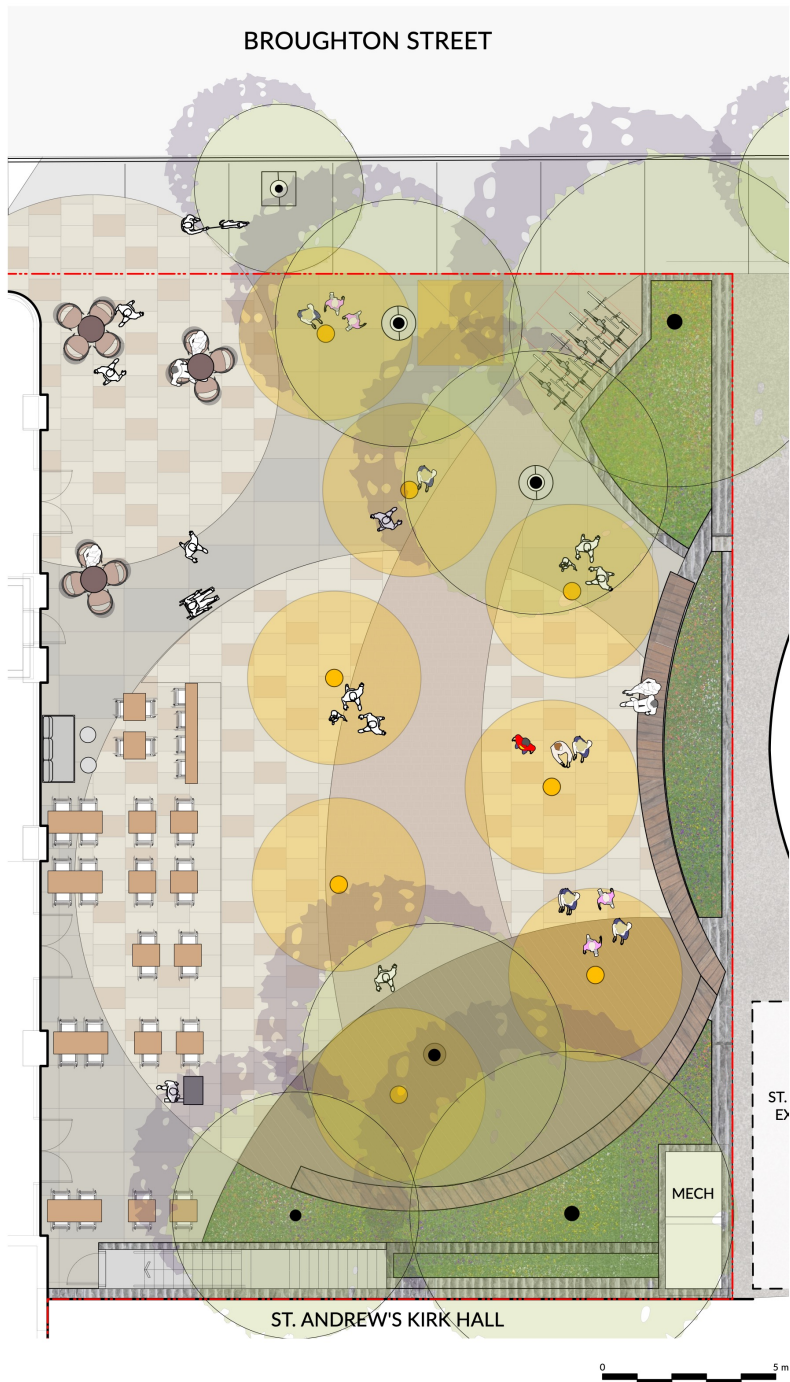 BROUGHTON STREET
ST.
EX
MECH
ST. ANDREW'S KIRK HALL
0 5 m